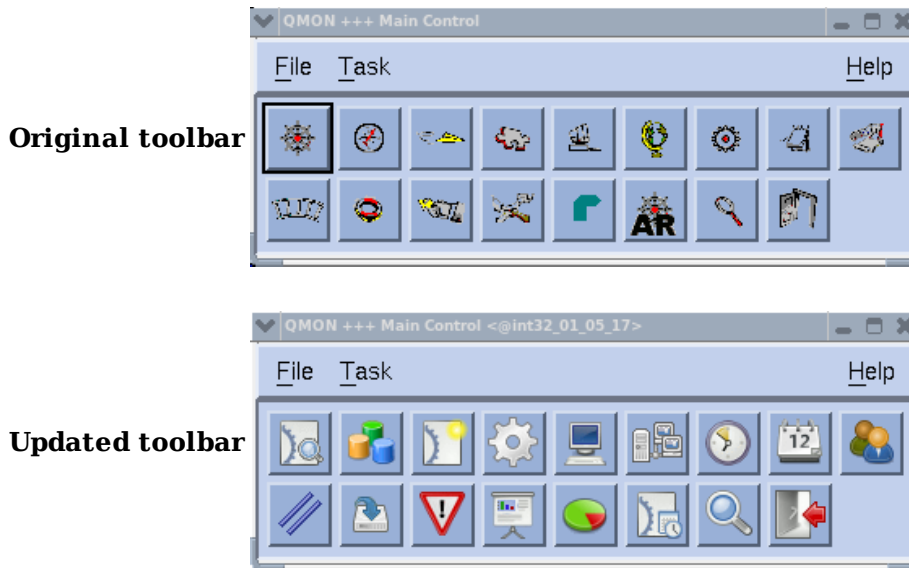 QMON +++ Main Control
File Task Help
Original toolbar
AR
QMON +++ Main Control <@int32_01_05_17>
File Task Help
Updated toolbar
12